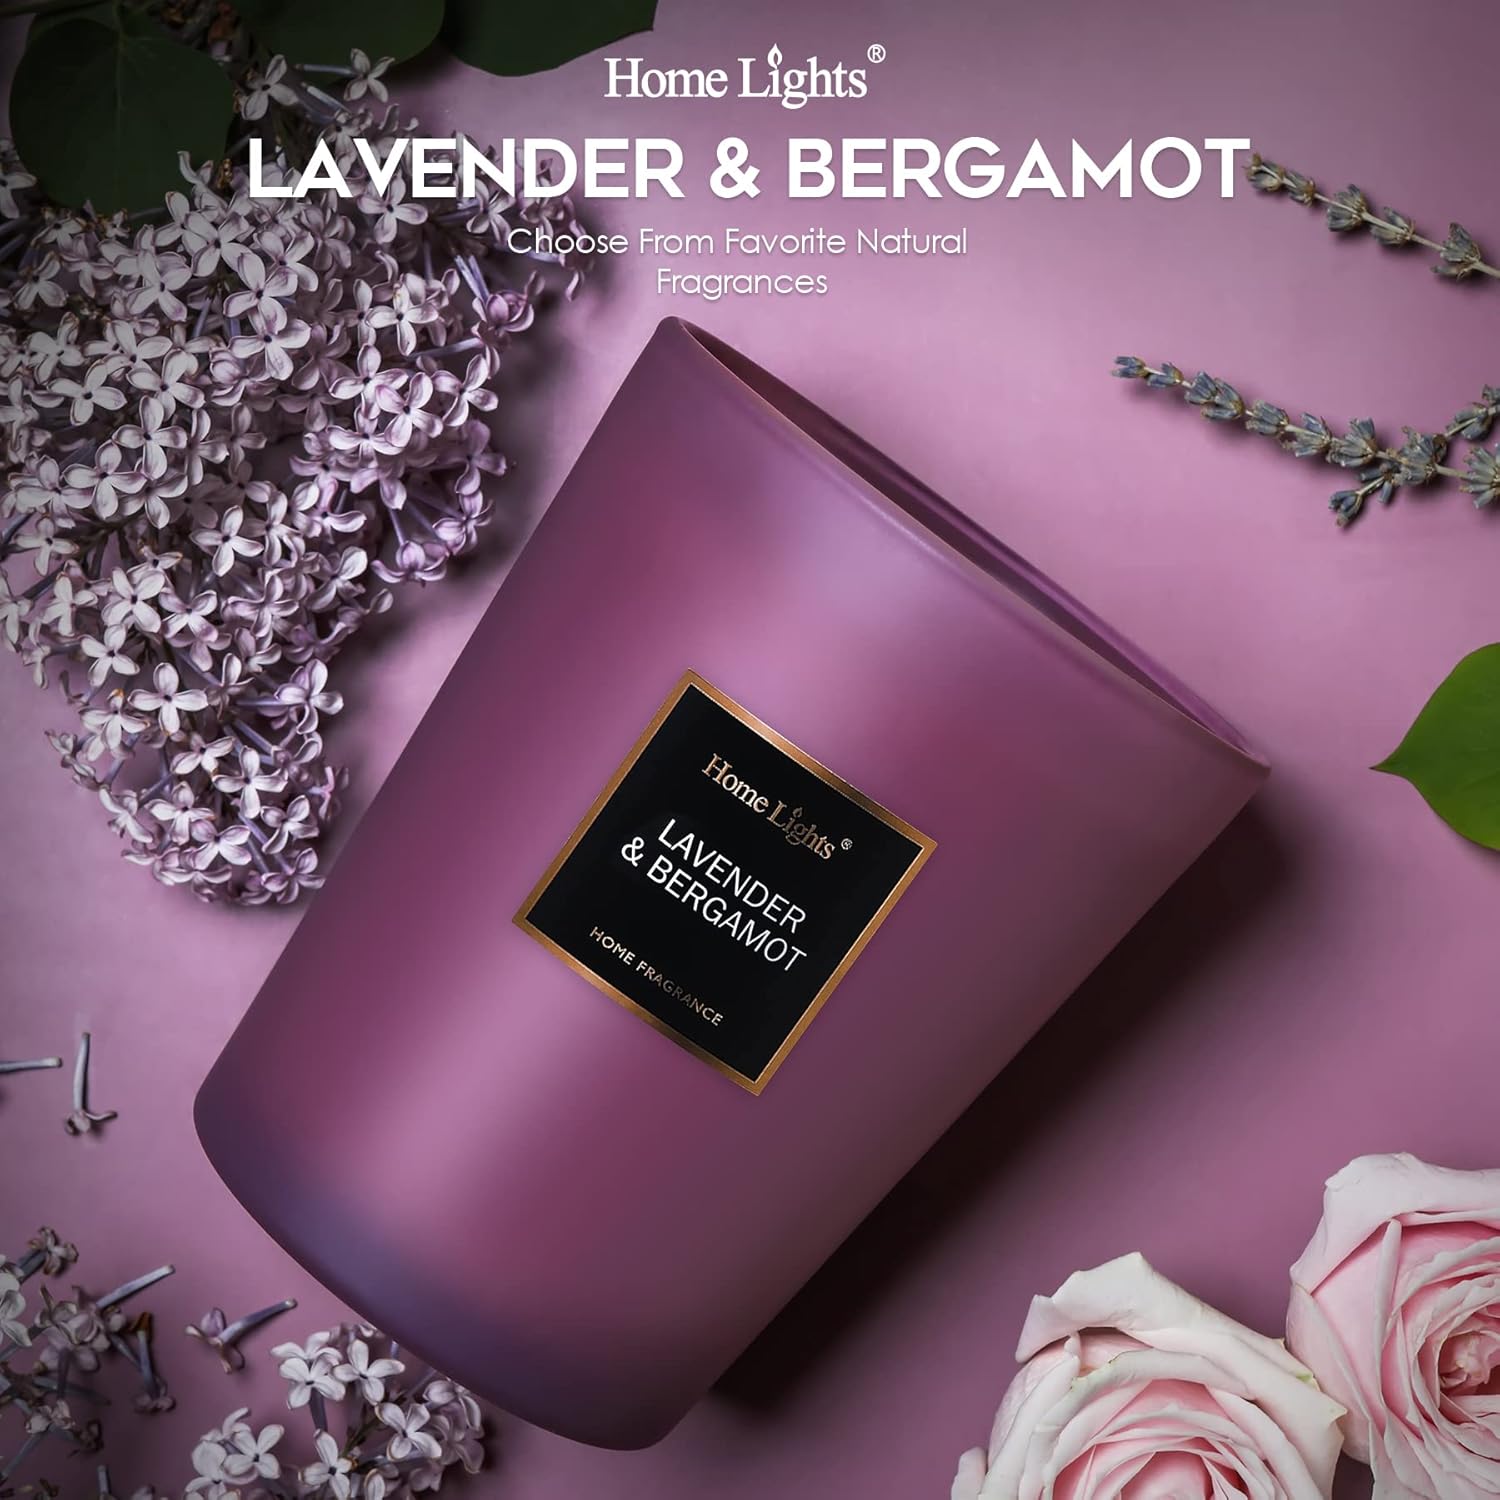 Home Lights®
LAVENDER & BERGAMOT
Choose From Favorite Natural
Fragrances
Home Lights®
LAVENDER
& BERGAMOT
HOME FRAGRANCE